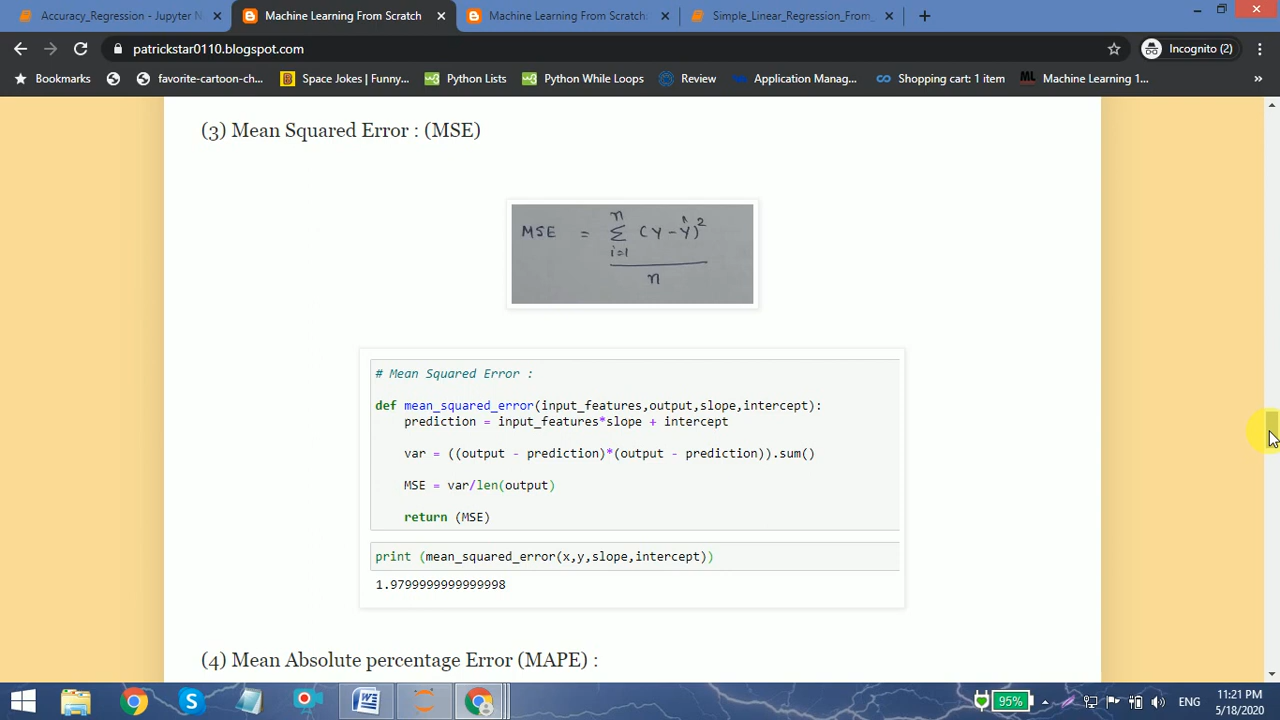 Accuracy_Regression - Jupyter N
Machine Learning From Scratch
Machine Learning From Scratch:
Simple_Linear_Regression_From_
patrickstar0110.blogspot.com
Incognito (2)
Bookmarks
favorite-cartoon-ch...
Space Jokes | Funny...
Python Lists
Python While Loops
Review
Application Manag...
Shopping cart: 1 item
ML Machine Learning 1...
(3) Mean Squared Error : (MSE)
MSE = n Σ i=1 (Y-Ŷ)² n
# Mean Squared Error :
def mean_squared_error(input_features,output,slope,intercept):
prediction = input_features*slope + intercept
var = ((output - prediction)*(output - prediction)).sum()
MSE = var/len(output)
return (MSE)
print (mean_squared_error(x,y,slope,intercept))
1.9799999999999998
(4) Mean Absolute percentage Error (MAPE) :
95%
ENG
11:21 PM
5/18/2020